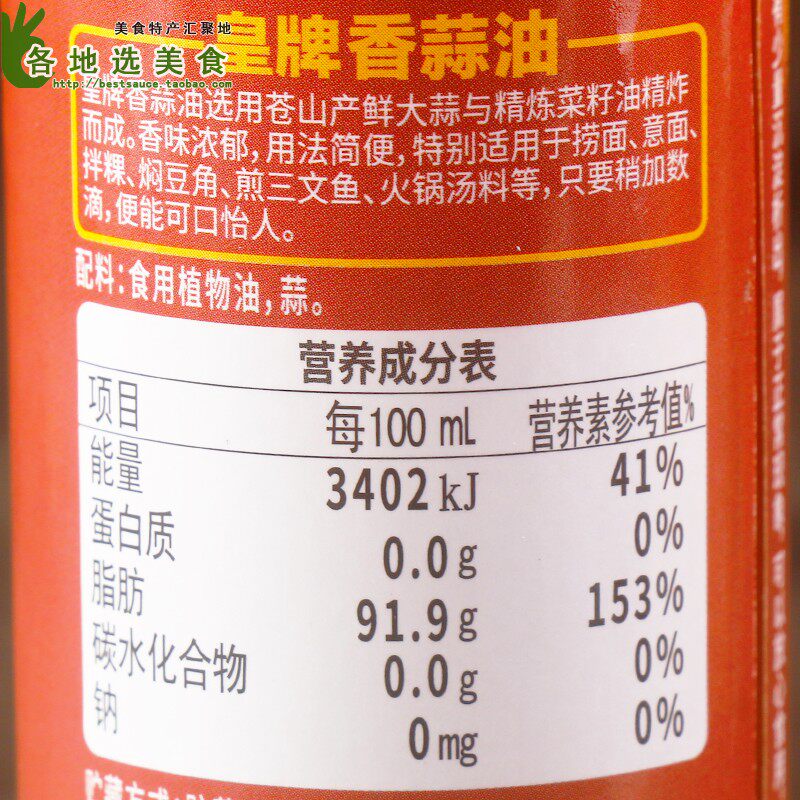 美食特产汇聚地
各地选美食
http://bestsauce.taobao.com/
皇牌香蒜油
皇牌香蒜油选用苍山产鲜大蒜与精炼菜籽油精炸
而成。香味浓郁，用法简便，特别适用于捞面、意面、
拌粿、焖豆角、煎三文鱼、火锅汤料等，只要稍加数
滴，便能可口怡人。
配料：食用植物油，蒜。
营养成分表
项目 每100 mL 营养素参考值%
能量 3402 kJ 41%
蛋白质 0.0 g 0%
脂肪 91.9 g 153%
碳水化合物 0.0 g 0%
钠 0 mg 0%
贮藏方式：